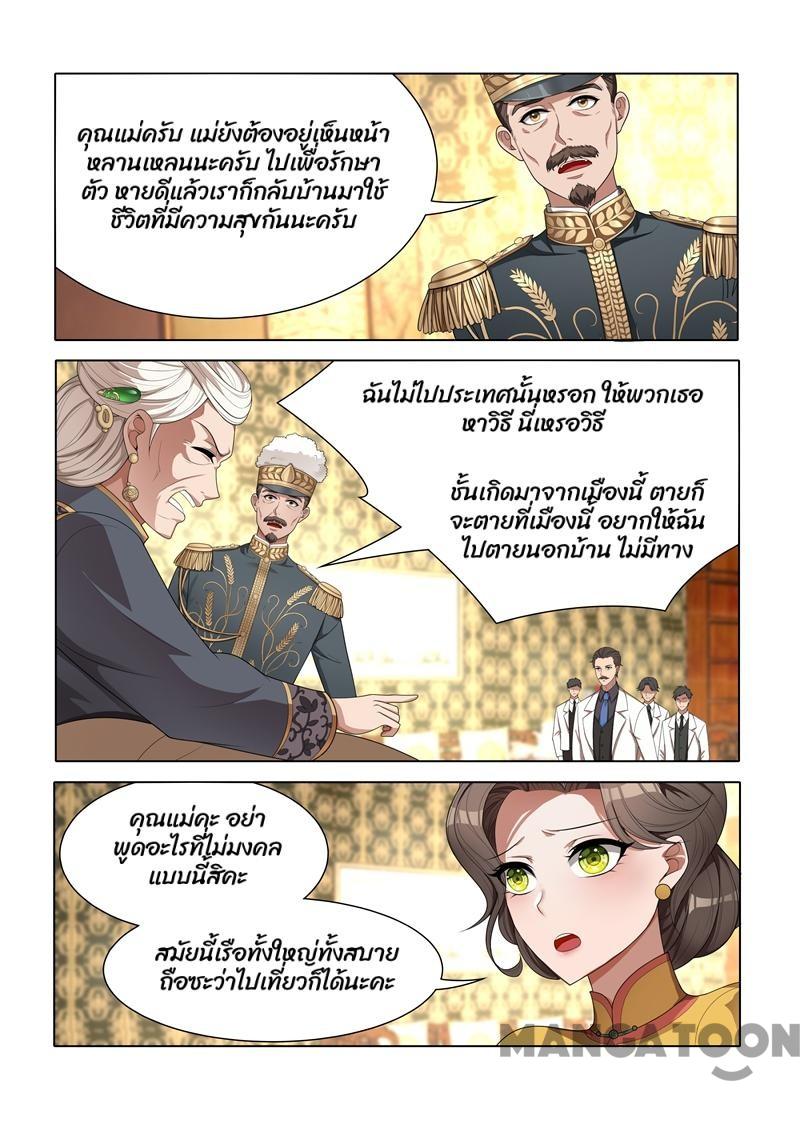 คุณแม่ครับ แม่ยังต้องอยู่เห็นหน้า
หลานเหลนนะครับ ไปเพื่อรักษา
ตัว หายดีแล้วเราก็กลับบ้านมาใช้
ชีวิตที่มีความสุขกันนะครับ
ฉันไม่ไปประเทศนั้นหรอก ให้พวกเธอ
หาวิธี นี่เหรอวิธี
ชั้นเกิดมาจากเมืองนี้ ตายก็
จะตายที่เมืองนี้ อยากให้ฉัน
ไปตายนอกบ้าน ไม่มีทาง
คุณแม่คะ อย่า
พูดอะไรที่ไม่มงคล
แบบนี้สิคะ
สมัยนี้เรือทั้งใหญ่ทั้งสบาย
ถือซะว่าไปเที่ยวก็ได้นะคะ
MANGATOON